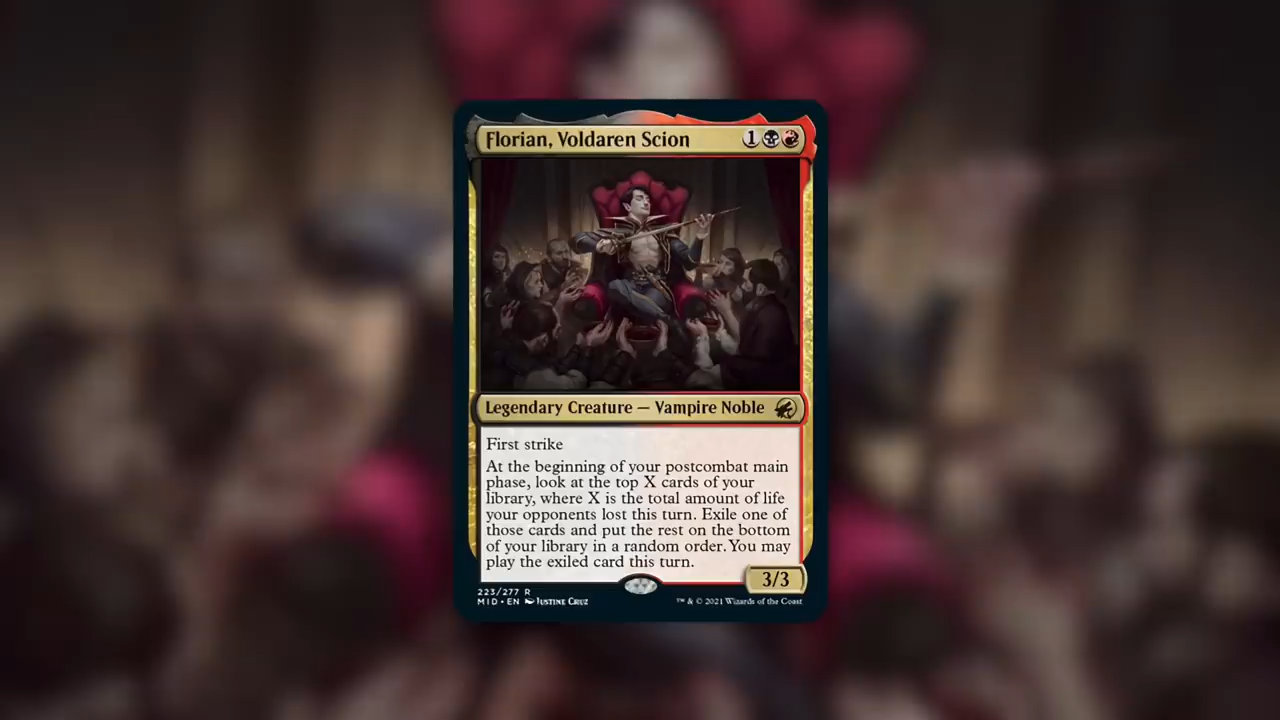 Florian, Voldaren Scion 1
Legendary Creature — Vampire Noble
First strike
At the beginning of your postcombat main
phase, look at the top X cards of your
library, where X is the total amount of life
your opponents lost this turn. Exile one of
those cards and put the rest on the bottom
of your library in a random order. You may
play the exiled card this turn.
3/3
223/277 R
MID • EN Justine Cruz
™ & © 2021 Wizards of the Coast